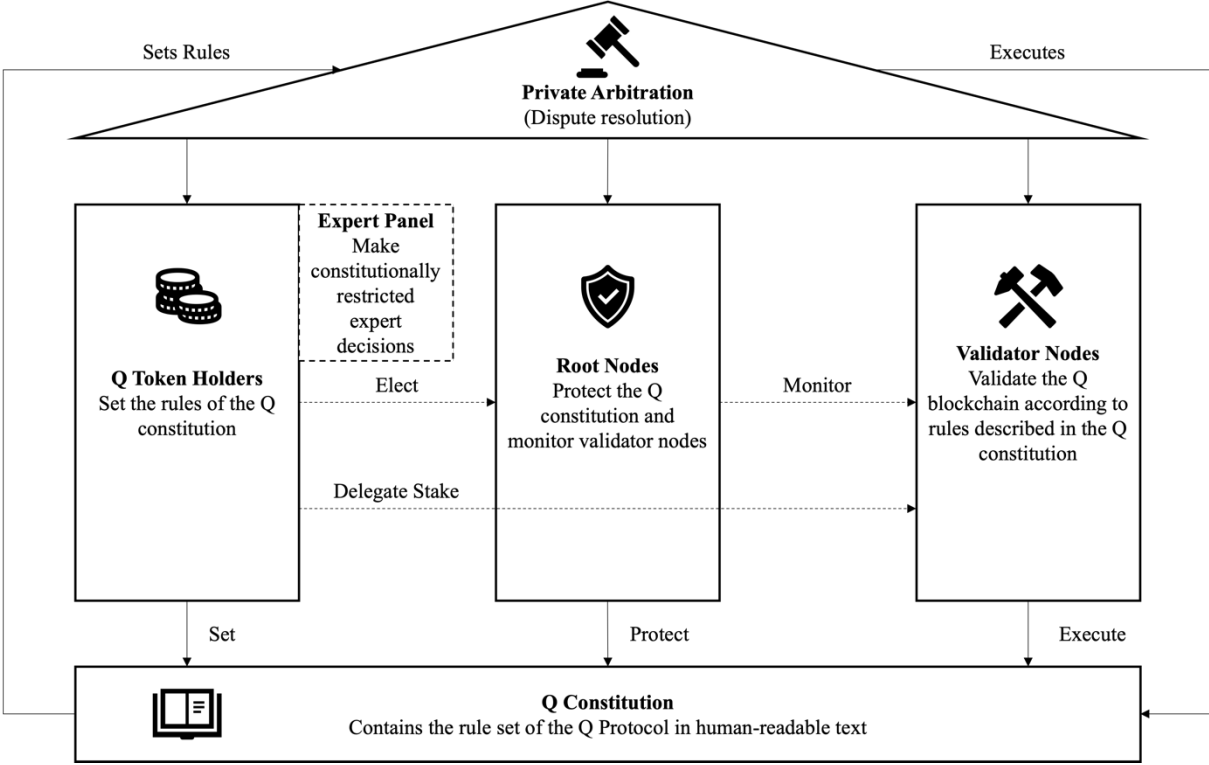 Sets Rules
Executes
Private Arbitration
(Dispute resolution)
Expert Panel
Make
constitutionally
restricted
expert
decisions
Q Token Holders
Set the rules of the Q
constitution
Elect
Root Nodes
Protect the Q
constitution and
monitor validator nodes
Monitor
Validator Nodes
Validate the Q
blockchain according to
rules described in the Q
constitution
Delegate Stake
Set
Protect
Execute
Q Constitution
Contains the rule set of the Q Protocol in human-readable text